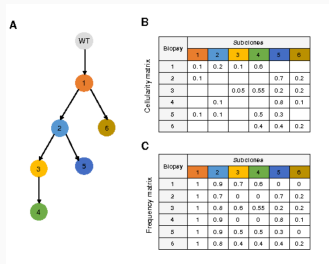 A
WT
1
2
6
3
5
4
B
Cellularity matrix
Biopsy Subclones
1 2 3 4 5 6
1 0.1 0.2 0.1 0.6
2 0.1 0.7 0.2
3 0.05 0.55 0.2 0.2
4 0.1 0.8 0.1
5 0.1 0.1 0.5 0.3
6 0.4 0.4 0.2
C
Frequency matrix
Biopsy Subclones
1 2 3 4 5 6
1 1 0.9 0.7 0.6 0 0
2 1 0.7 0 0 0.7 0.2
3 1 0.8 0.6 0.55 0.2 0.2
4 1 0.9 0 0 0.8 0.1
5 1 0.9 0.5 0.5 0.3 0
6 1 0.8 0.4 0.4 0.4 0.2